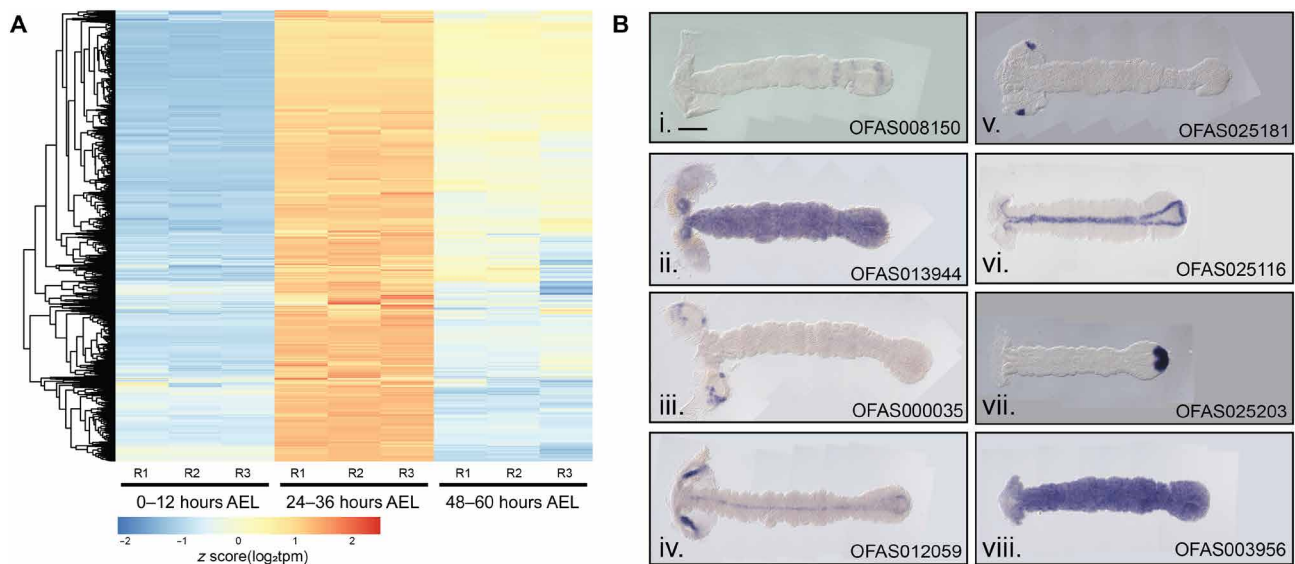 A
R1 R2 R3 R1 R2 R3 R1 R2 R3
0–12 hours AEL 24–36 hours AEL 48–60 hours AEL
−2 −1 0 1 2
z score(log₂tpm)
B
i. OFAS008150
ii. OFAS013944
iii. OFAS000035
iv. OFAS012059
v. OFAS025181
vi. OFAS025116
vii. OFAS025203
viii. OFAS003956